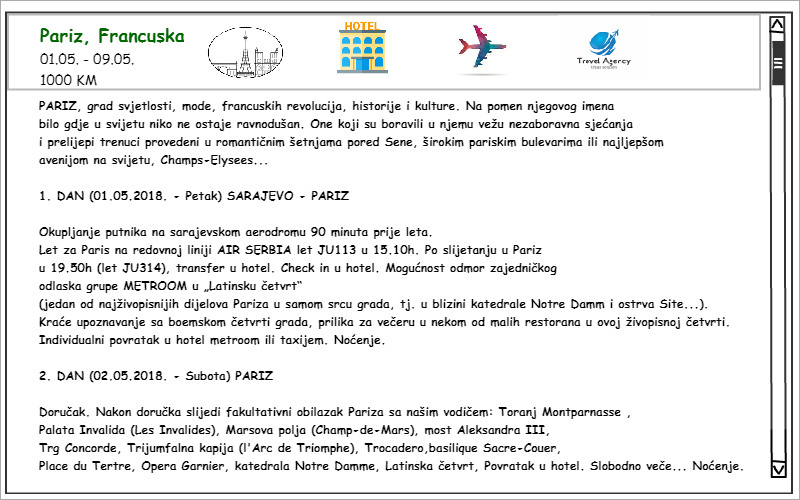 Pariz, Francuska
01.05. - 09.05.
1000 KM
HOTEL
Travel Agency
PARIZ, grad svjetlosti, mode, francuskih revolucija, historije i kulture. Na pomen njegovog imena
bilo gdje u svijetu niko ne ostaje ravnodušan. One koji su boravili u njemu vežu nezaboravna sjećanja
i prelijepi trenuci provedeni u romantičnim šetnjama pored Sene, širokim pariskim bulevarima ili najljepšom
avenijom na svijetu, Champs-Elysees...
1. DAN (01.05.2018. - Petak) SARAJEVO - PARIZ
Okupljanje putnika na sarajevskom aerodromu 90 minuta prije leta.
Let za Paris na redovnoj liniji AIR SERBIA let JU113 u 15.10h. Po slijetanju u Pariz
u 19.50h (let JU314), transfer u hotel. Check in u hotel. Mogućnost odmor zajedničkog
odlaska grupe METROOM u „Latinsku četvrt“
(jedan od najživopisnijih dijelova Pariza u samom srcu grada, tj. u blizini katedrale Notre Damm i ostrva Site...).
Kraće upoznavanje sa boemskom četvrti grada, prilika za večeru u nekom od malih restorana u ovoj živopisnoj četvrti.
Individualni povratak u hotel metroom ili taxijem. Noćenje.
2. DAN (02.05.2018. - Subota) PARIZ
Doručak. Nakon doručka slijedi fakultativni obilazak Pariza sa našim vodičem: Toranj Montparnasse ,
Palata Invalida (Les Invalides), Marsova polja (Champ-de-Mars), most Aleksandra III,
Trg Concorde, Trijumfalna kapija (l'Arc de Triomphe), Trocadero,basilique Sacre-Couer,
Place du Tertre, Opera Garnier, katedrala Notre Damme, Latinska četvrt, Povratak u hotel. Slobodno veče... Noćenje.